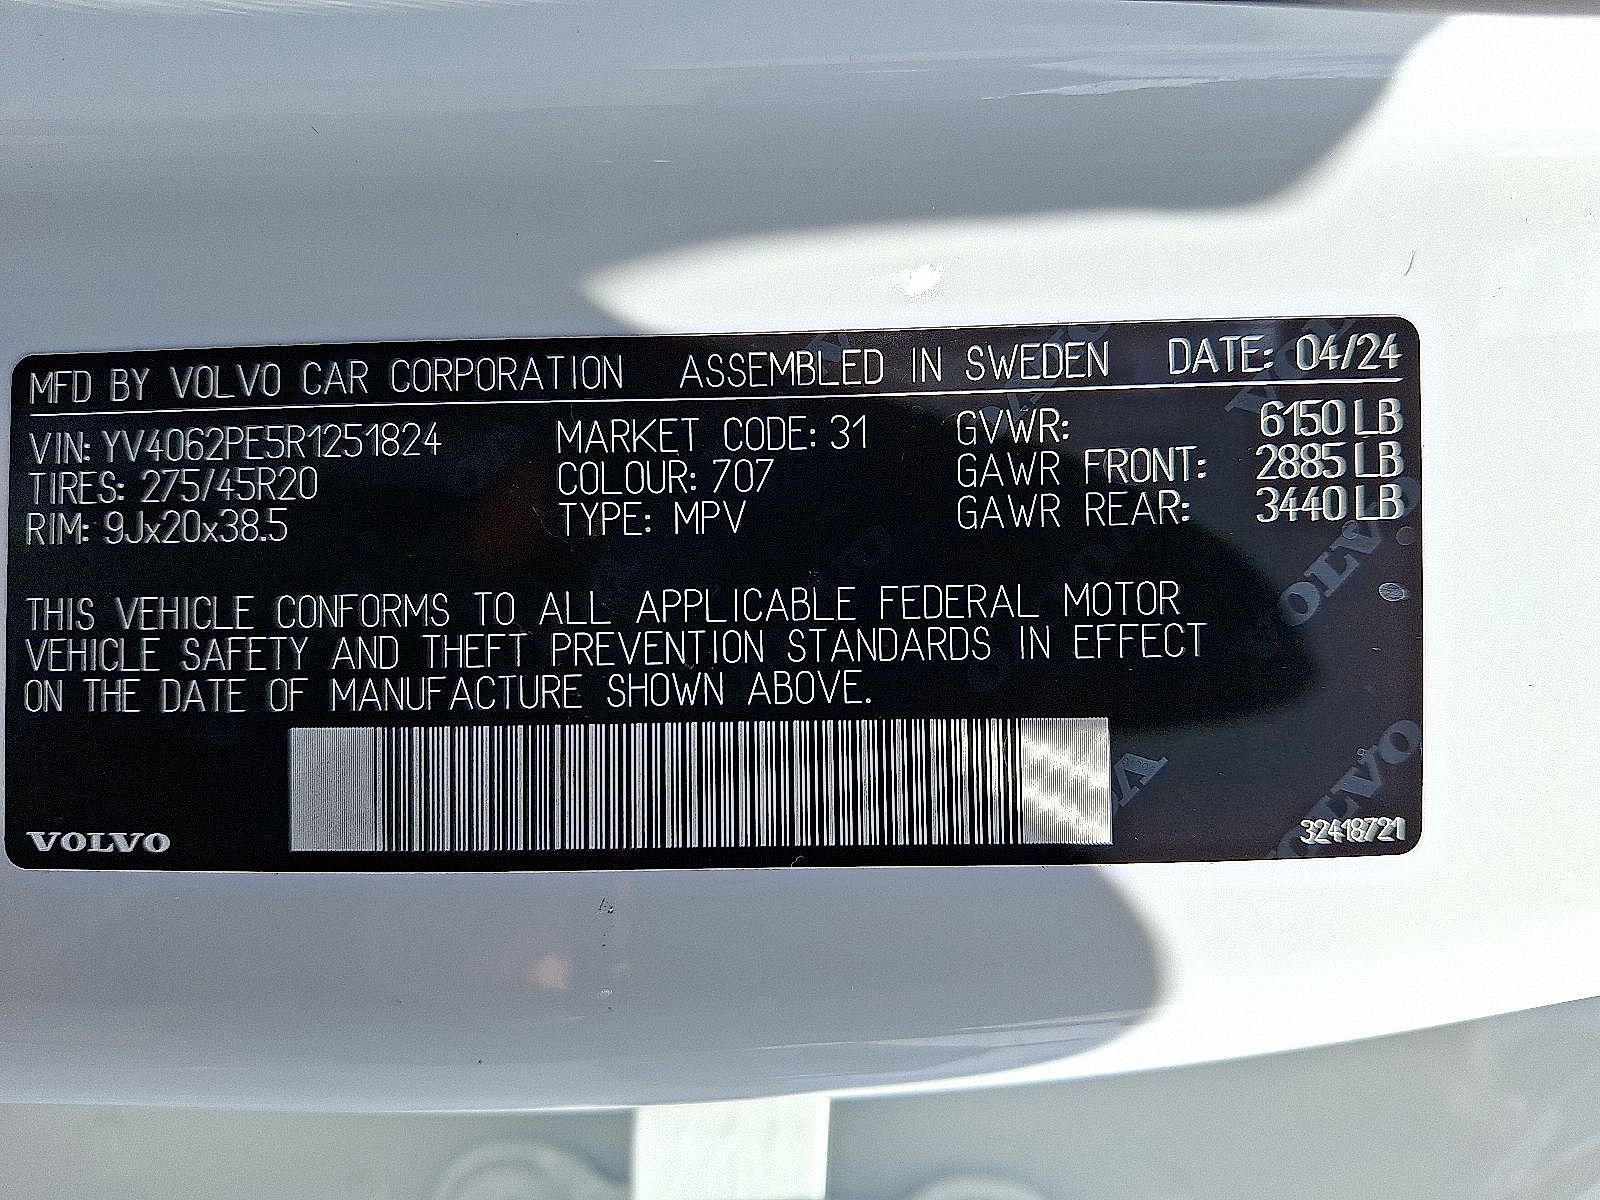 MFD BY VOLVO CAR CORPORATION ASSEMBLED IN SWEDEN DATE: 04/24
VIN: YV4062PE5R1251824 MARKET CODE: 31 GVWR: 6150 LB
TIRES: 275/45R20 COLOUR: 707 GAWR FRONT: 2885 LB
RIM: 9Jx20x38.5 TYPE: MPV GAWR REAR: 3440 LB
THIS VEHICLE CONFORMS TO ALL APPLICABLE FEDERAL MOTOR
VEHICLE SAFETY AND THEFT PREVENTION STANDARDS IN EFFECT
ON THE DATE OF MANUFACTURE SHOWN ABOVE.
VOLVO
32418721
VOLVO
VOLVO